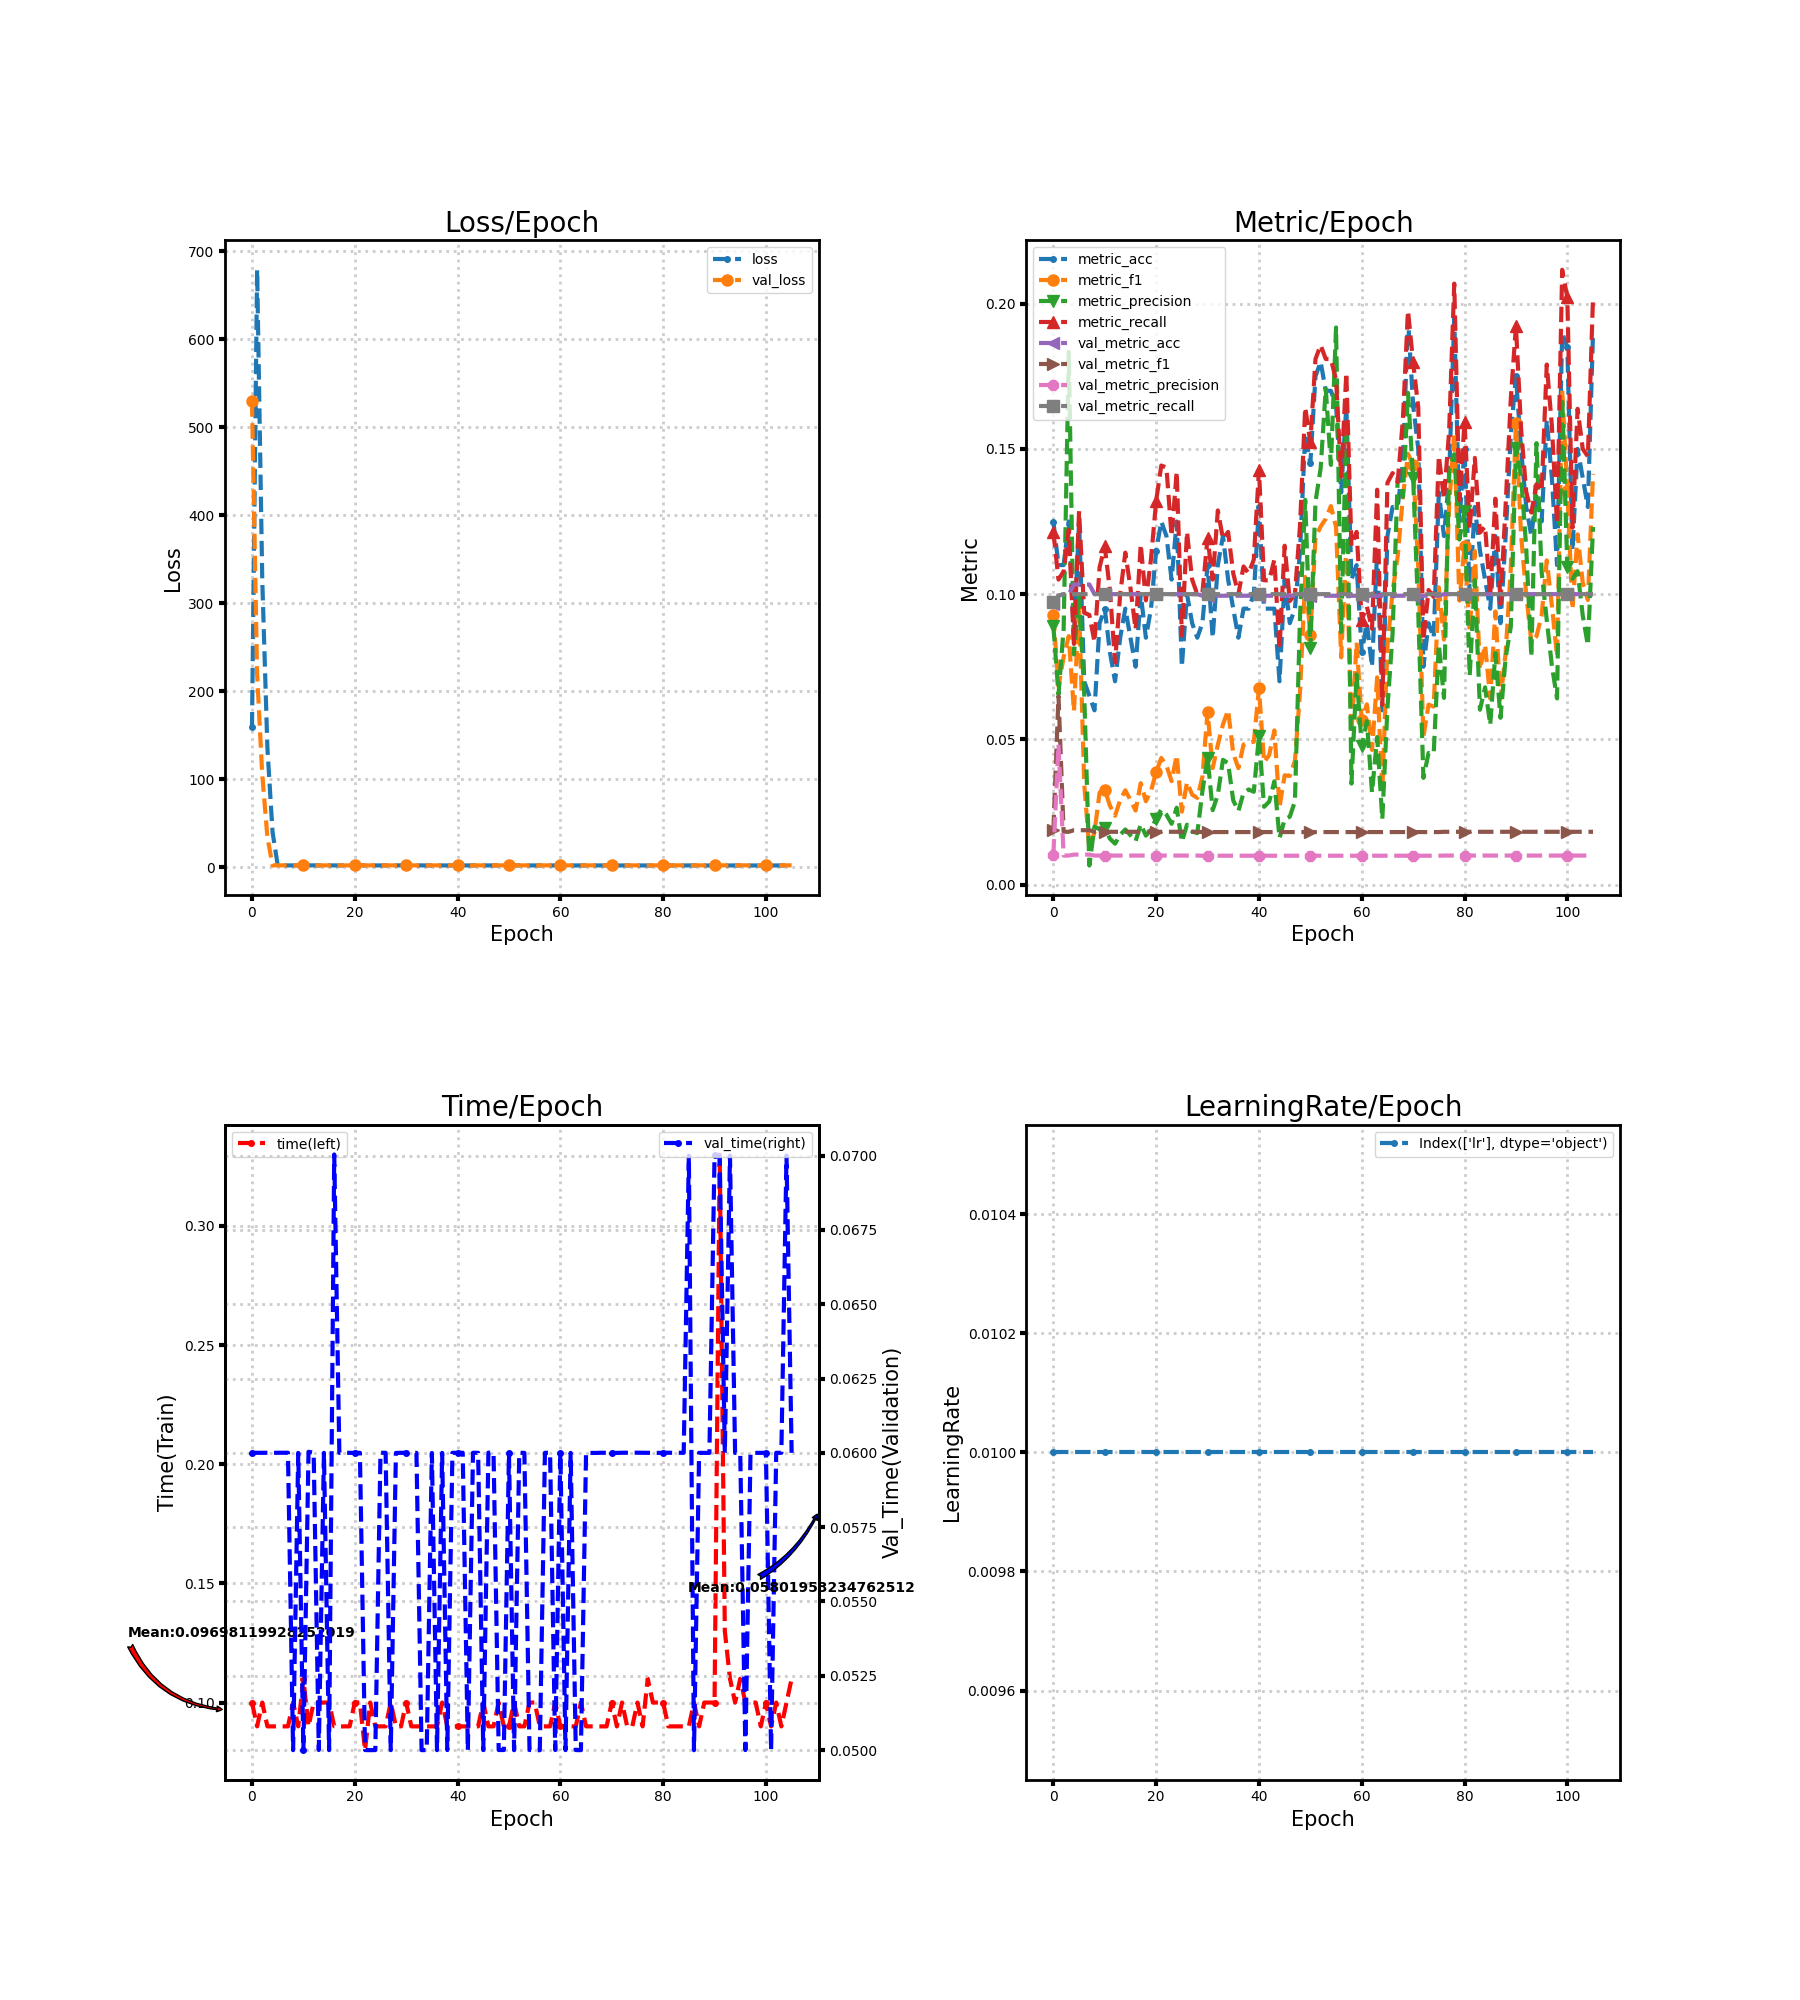 Loss/Epoch
700
600
500
400
300
200
100
0
Loss
loss
val_loss
0 20 40 60 80 100
Epoch
Metric/Epoch
0.20
0.15
0.10
0.05
0.00
Metric
metric_acc
metric_f1
metric_precision
metric_recall
val_metric_acc
val_metric_f1
val_metric_precision
val_metric_recall
0 20 40 60 80 100
Epoch
Time/Epoch
time(left)
val_time(right)
0.30
0.25
0.20
0.15
0.10
Time(Train)
0.0700
0.0675
0.0650
0.0625
0.0600
0.0575
0.0550
0.0525
0.0500
Val_Time(Validation)
0 20 40 60 80 100
Epoch
LearningRate/Epoch
Index(['lr'], dtype='object')
0.0104
0.0102
0.0100
0.0098
0.0096
LearningRate
0 20 40 60 80 100
Epoch